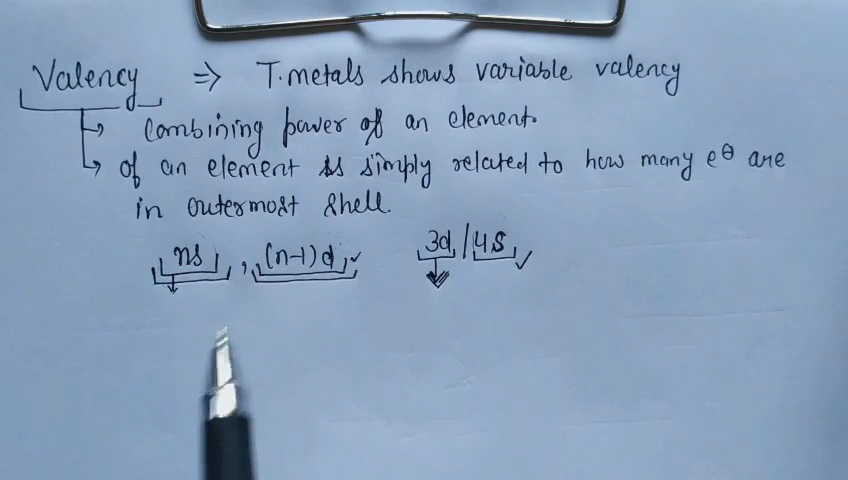 Valency ⇒ T.metals shows variable valency
↳ Combining power of an element.
↳ of an element is simply related to how many e⊖ are
in outermost shell.
ns, (n-1)d ✓ 3d/4s ✓